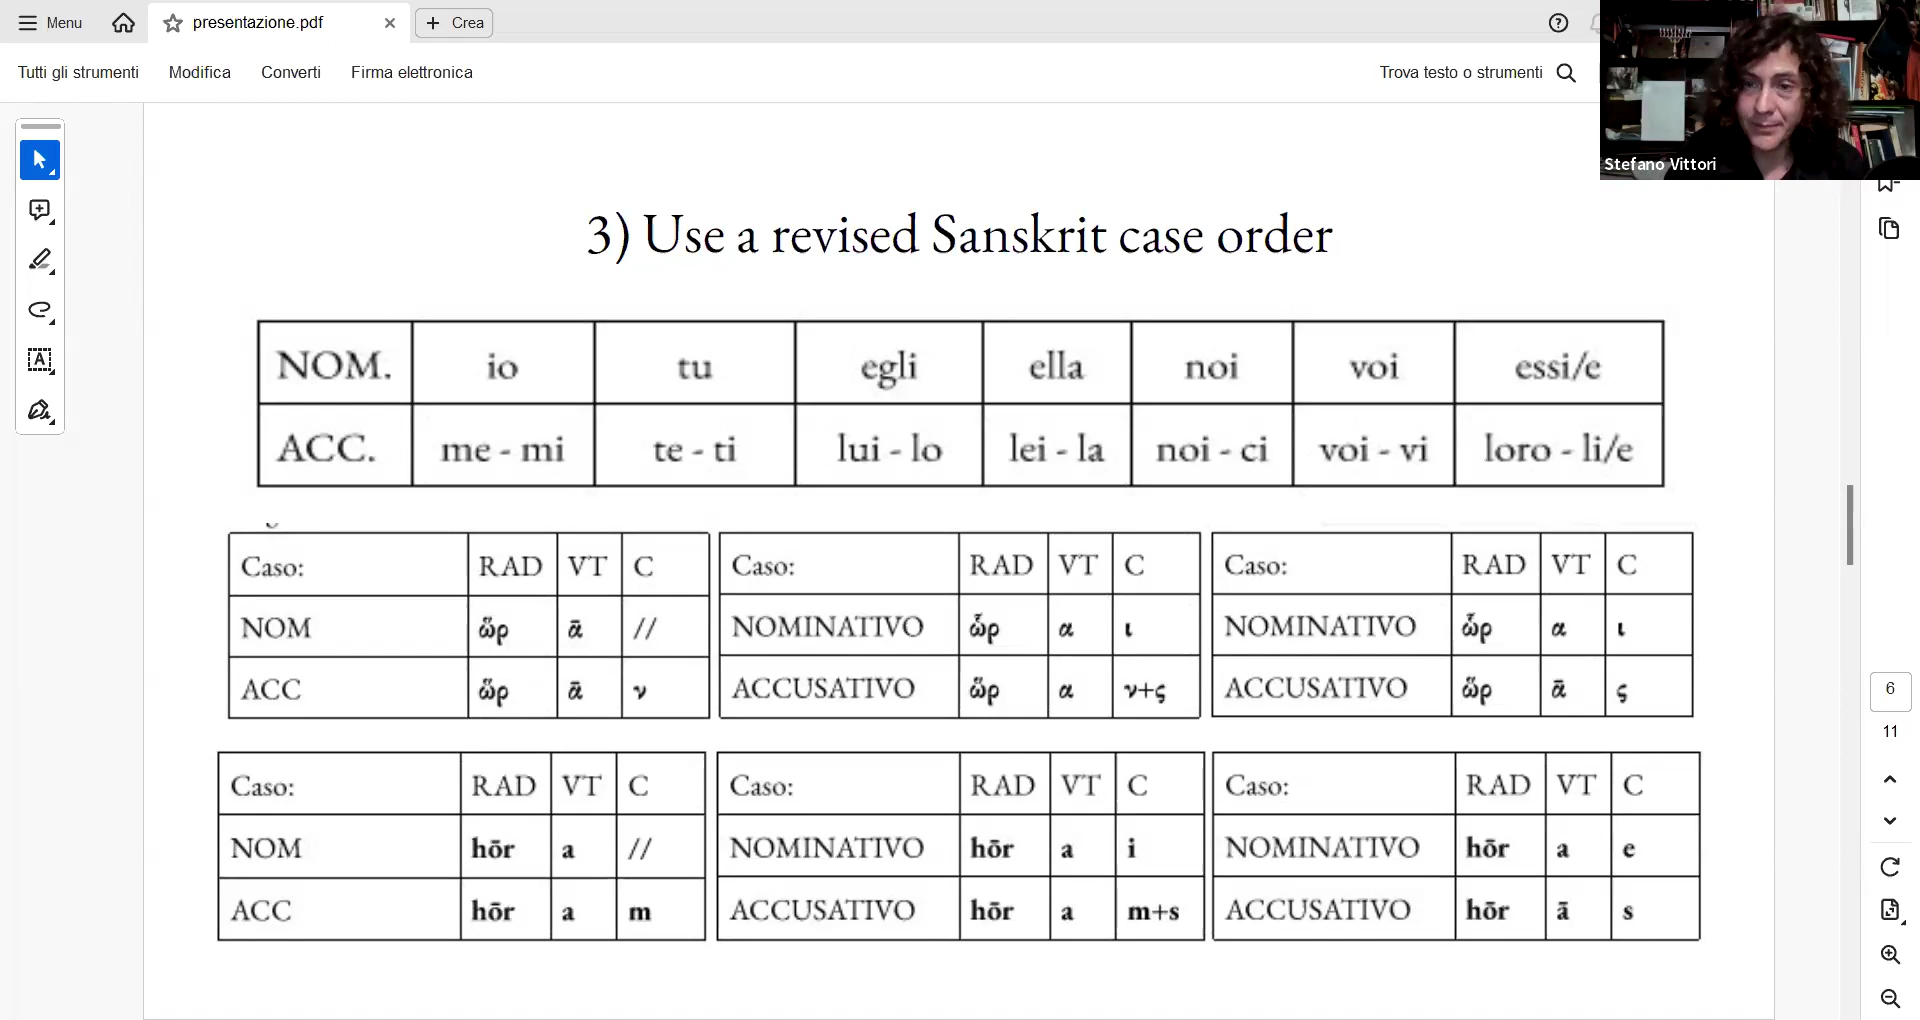 Menu
presentazione.pdf
Crea
Tutti gli strumenti
Modifica
Converti
Firma elettronica
Trova testo o strumenti
Stefano Vittori
3) Use a revised Sanskrit case order
NOM. io tu egli ella noi voi essi/e
ACC. me - mi te - ti lui - lo lei - la noi - ci voi - vi loro - li/e
Caso: RAD VT C
NOM ὥρ ᾱ //
ACC ὥρ ᾱ ν
Caso: RAD VT C
NOMINATIVO ὧρ α ι
ACCUSATIVO ὥρ α ν+ς
Caso: RAD VT C
NOMINATIVO ὧρ α ι
ACCUSATIVO ὥρ ᾱ ς
Caso: RAD VT C
NOM hōr a //
ACC hōr a m
Caso: RAD VT C
NOMINATIVO hōr a i
ACCUSATIVO hōr a m+s
Caso: RAD VT C
NOMINATIVO hōr a e
ACCUSATIVO hōr ā s
6
11